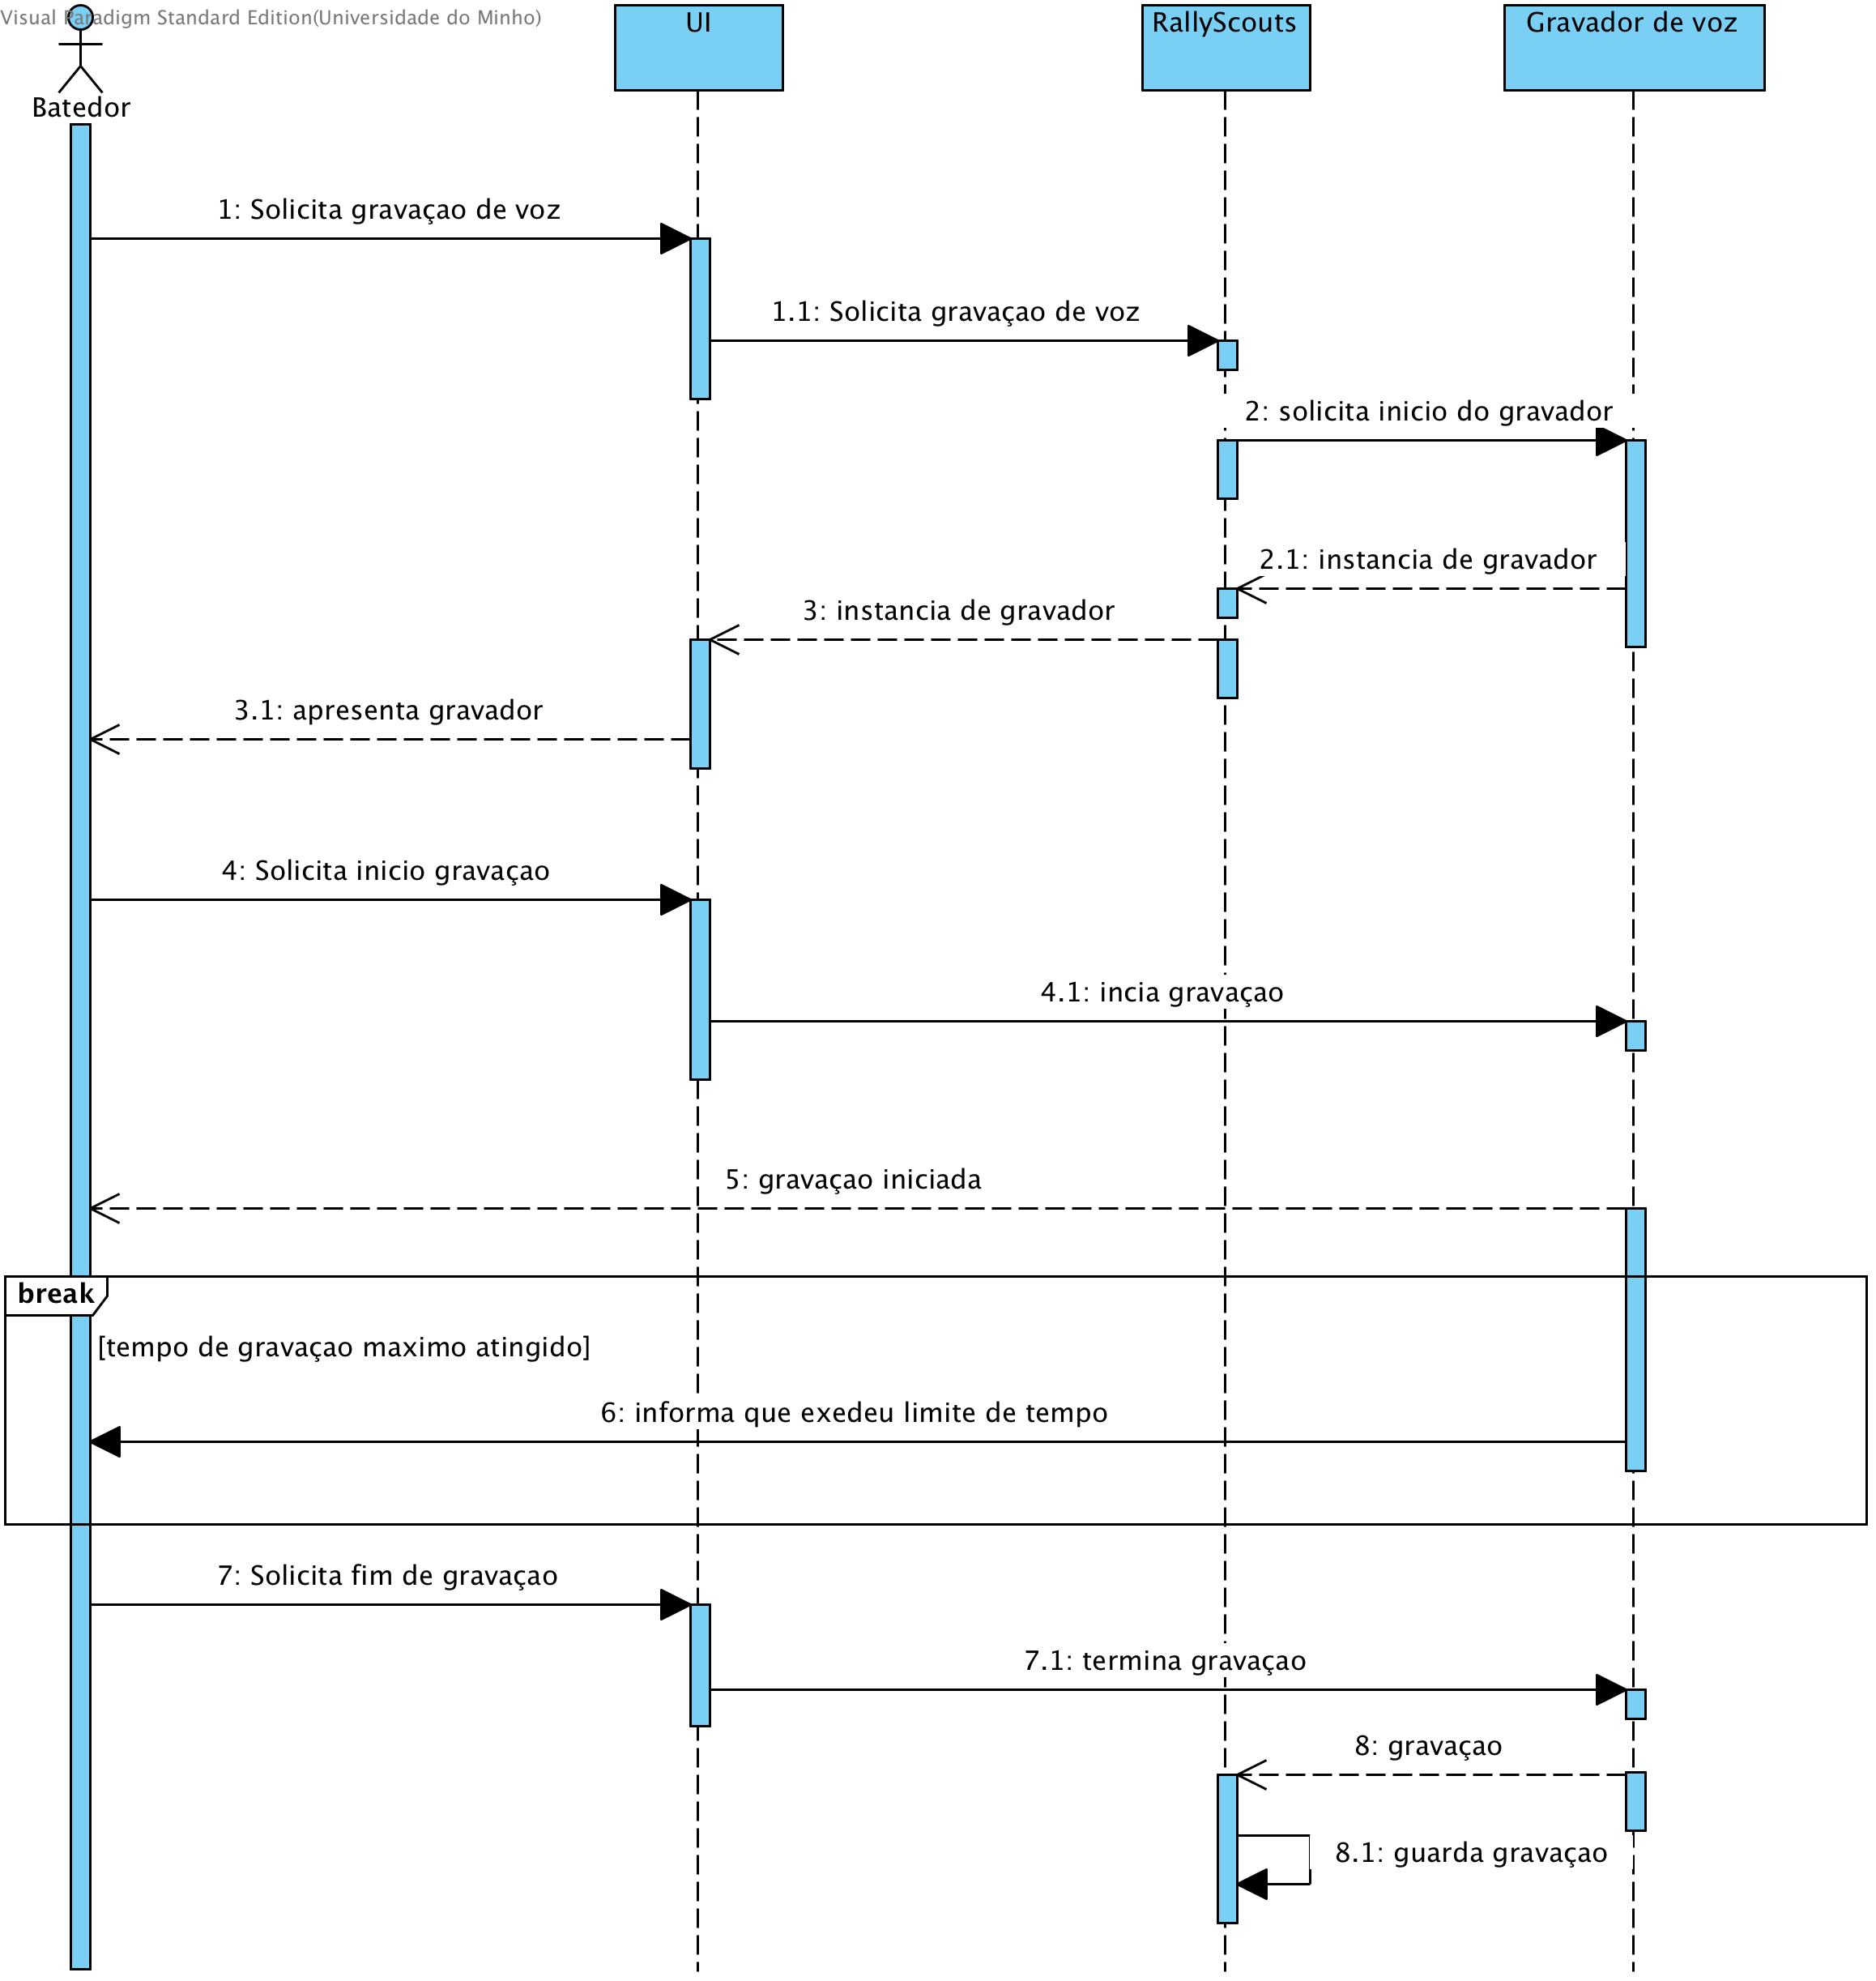 Visual Paradigm Standard Edition(Universidade do Minho)
UI
RallyScouts
Gravador de voz
Batedor
1: Solicita gravaçao de voz
1.1: Solicita gravaçao de voz
2: solicita inicio do gravador
2.1: instancia de gravador
3: instancia de gravador
3.1: apresenta gravador
4: Solicita inicio gravaçao
4.1: incia gravaçao
5: gravaçao iniciada
break
[tempo de gravaçao maximo atingido]
6: informa que exedeu limite de tempo
7: Solicita fim de gravaçao
7.1: termina gravaçao
8: gravaçao
8.1: guarda gravaçao